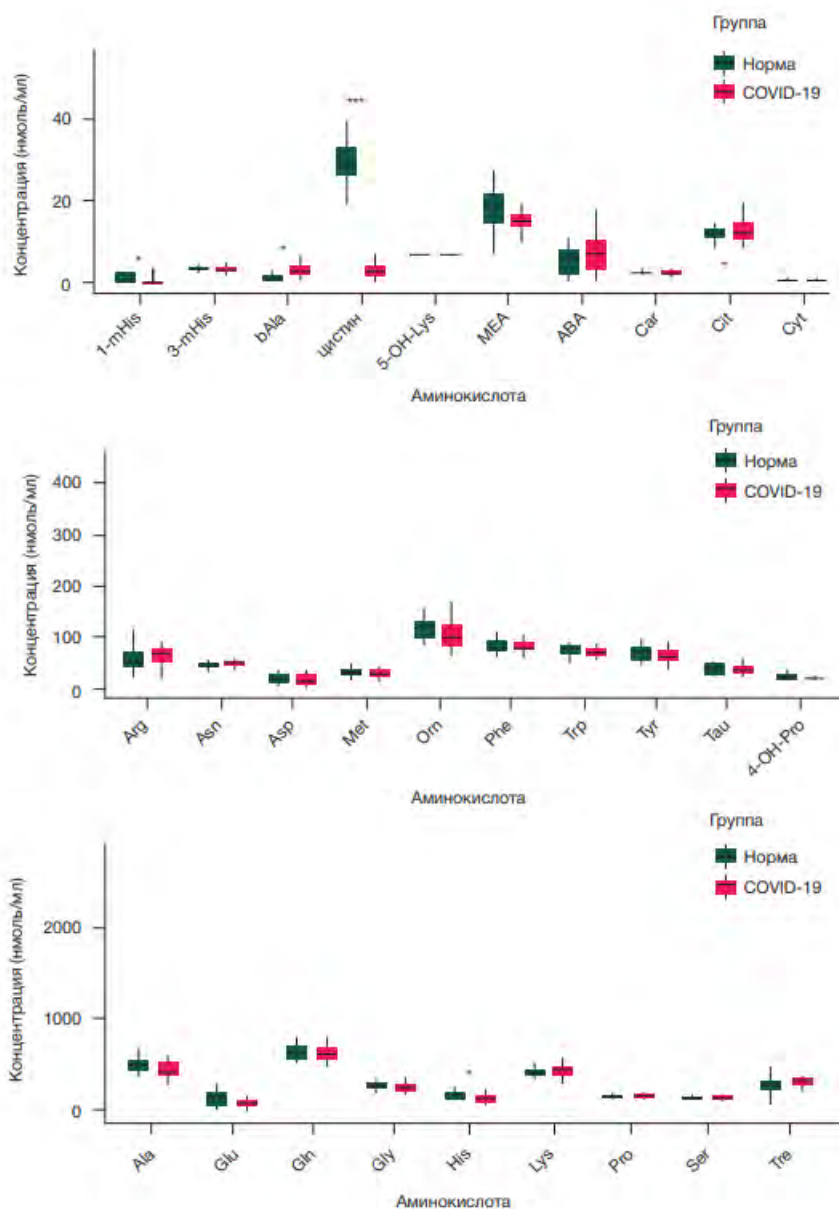 Группа
Норма
COVID-19
Концентрация (нмоль/мл)
40
20
0
*
*
***
*
1-mHis
3-mHis
bAla
цистин
5-OH-Lys
MEA
ABA
Car
Cit
Cyt
Аминокислота
Группа
Норма
COVID-19
Концентрация (нмоль/мл)
400
300
200
100
0
Arg
Asn
Asp
Met
Orn
Phe
Trp
Tyr
Tau
4-OH-Pro
Аминокислота
Группа
Норма
COVID-19
Концентрация (нмоль/мл)
2000
1000
0
*
Ala
Glu
Gln
Gly
His
Lys
Pro
Ser
Tre
Аминокислота